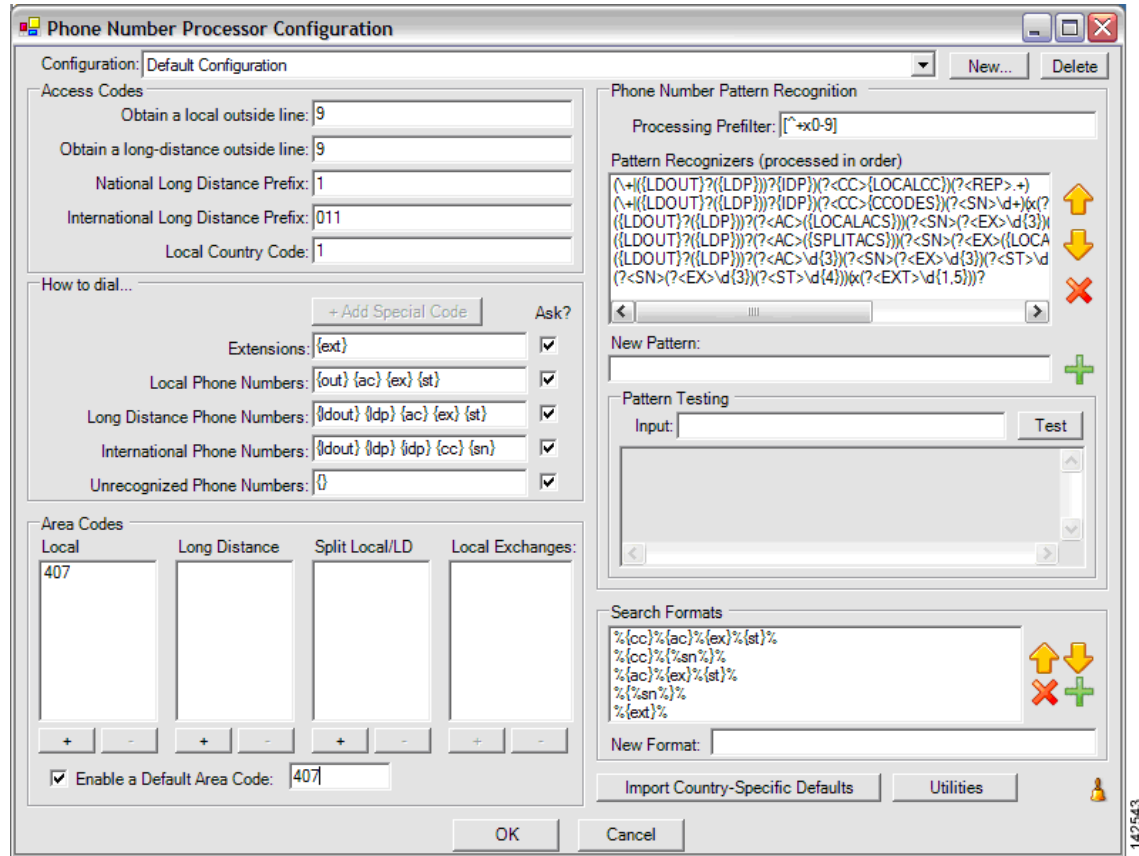 Phone Number Processor Configuration
Configuration: Default Configuration
New...
Delete
Access Codes
Obtain a local outside line: 9
Obtain a long-distance outside line: 9
National Long Distance Prefix: 1
International Long Distance Prefix: 011
Local Country Code: 1
How to dial...
+ Add Special Code
Ask?
Extensions: {ext}
Local Phone Numbers: {out} {ac} {ex} {st}
Long Distance Phone Numbers: {ldout} {ldp} {ac} {ex} {st}
International Phone Numbers: {ldout} {ldp} {idp} {cc} {sn}
Unrecognized Phone Numbers: {}
Area Codes
Local
Long Distance
Split Local/LD
Local Exchanges:
407
+ - + - + - + -
Enable a Default Area Code: 407
Phone Number Pattern Recognition
Processing Prefilter: [^+x0-9]
Pattern Recognizers (processed in order)
(\+|({LDOUT}?({LDP}))?{IDP})(?<CC>{LOCALCC})(?<REP>.+)
(\+|({LDOUT}?({LDP}))?{IDP})(?<CC>{CCODES})(?<SN>\d+)(x(?
({LDOUT}?({LDP}))?(?<AC>({LOCALACS}))(?<SN>(?<EX>\d{3})(
({LDOUT}?({LDP}))?(?<AC>({SPLITACS}))(?<SN>(?<EX>({LOCA
({LDOUT}?({LDP}))?(?<AC>\d{3})(?<SN>(?<EX>\d{3})(?<ST>\d
(?<SN>(?<EX>\d{3})(?<ST>\d{4}))(x(?<EXT>\d{1,5}))?
New Pattern:
Pattern Testing
Input:
Test
Search Formats
%{cc}%{ac}%{ex}%{st}%
%{cc}%{%sn%}%
%{ac}%{ex}%{st}%
%{%sn%}%
%{ext}%
New Format:
Import Country-Specific Defaults
Utilities
OK
Cancel
142543